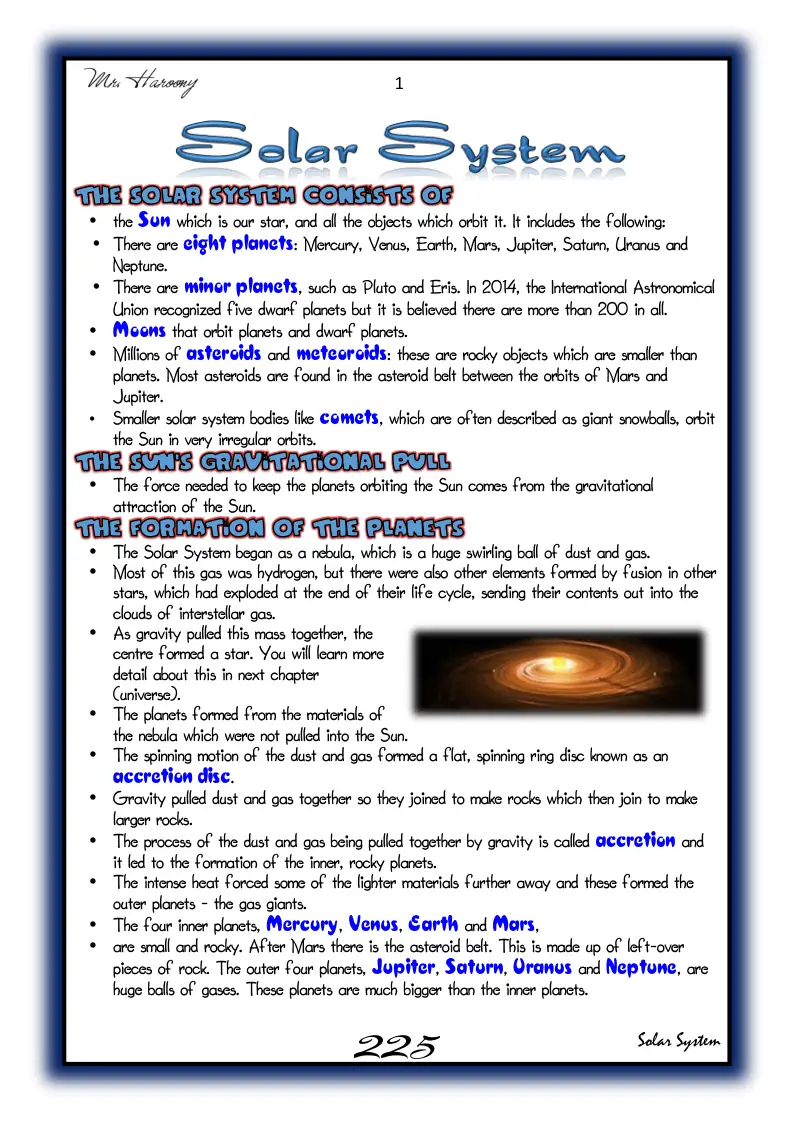 Mr. Haroony
1
Solar System
THE SOLAR SYSTEM CONSiSTS OF
• the Sun which is our star, and all the objects which orbit it. It includes the following:
• There are eight planets: Mercury, Venus, Earth, Mars, Jupiter, Saturn, Uranus and
Neptune.
• There are minor planets, such as Pluto and Eris. In 2014, the International Astronomical
Union recognized five dwarf planets but it is believed there are more than 200 in all.
• Moons that orbit planets and dwarf planets.
• Millions of asteroids and meteoroids: these are rocky objects which are smaller than
planets. Most asteroids are found in the asteroid belt between the orbits of Mars and
Jupiter.
• Smaller solar system bodies like comets, which are often described as giant snowballs, orbit
the Sun in very irregular orbits.
THE SUN'S GRAViTATiONAL PULL
• The force needed to keep the planets orbiting the Sun comes from the gravitational
attraction of the Sun.
THE FORMATiON OF THE PLANETS
• The Solar System began as a nebula, which is a huge swirling ball of dust and gas.
• Most of this gas was hydrogen, but there were also other elements formed by fusion in other
stars, which had exploded at the end of their life cycle, sending their contents out into the
clouds of interstellar gas.
• As gravity pulled this mass together, the
centre formed a star. You will learn more
detail about this in next chapter
(universe).
• The planets formed from the materials of
the nebula which were not pulled into the Sun.
• The spinning motion of the dust and gas formed a flat, spinning ring disc known as an
accretion disc.
• Gravity pulled dust and gas together so they joined to make rocks which then join to make
larger rocks.
• The process of the dust and gas being pulled together by gravity is called accretion and
it led to the formation of the inner, rocky planets.
• The intense heat forced some of the lighter materials further away and these formed the
outer planets - the gas giants.
• The four inner planets, Mercury, Venus, Earth and Mars,
• are small and rocky. After Mars there is the asteroid belt. This is made up of left-over
pieces of rock. The outer four planets, Jupiter, Saturn, Uranus and Neptune, are
huge balls of gases. These planets are much bigger than the inner planets.
225
Solar System